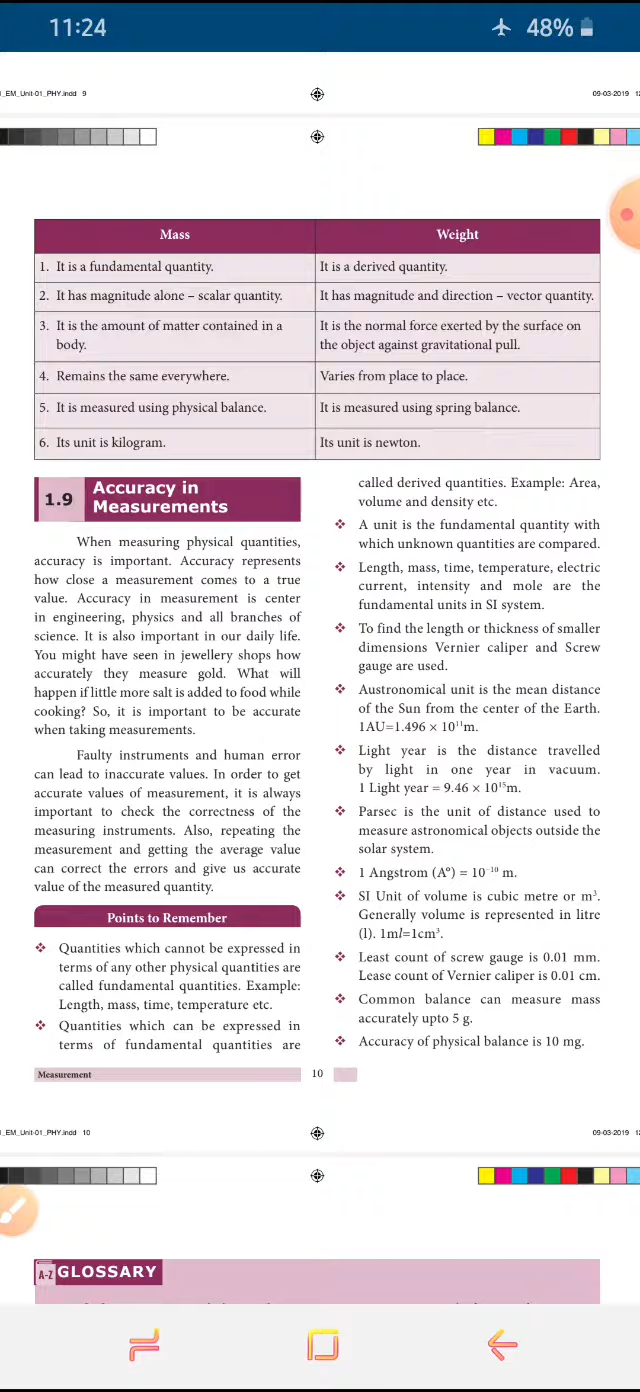 11:24
48%
I_EM_Unit-01_PHY.indd 9
09-03-2019
Mass
Weight
1. It is a fundamental quantity.
It is a derived quantity.
2. It has magnitude alone – scalar quantity.
It has magnitude and direction – vector quantity.
3. It is the amount of matter contained in a
body.
It is the normal force exerted by the surface on
the object against gravitational pull.
4. Remains the same everywhere.
Varies from place to place.
5. It is measured using physical balance.
It is measured using spring balance.
6. Its unit is kilogram.
Its unit is newton.
1.9
Accuracy in
Measurements
When measuring physical quantities,
accuracy is important. Accuracy represents
how close a measurement comes to a true
value. Accuracy in measurement is center
in engineering, physics and all branches of
science. It is also important in our daily life.
You might have seen in jewellery shops how
accurately they measure gold. What will
happen if little more salt is added to food while
cooking? So, it is important to be accurate
when taking measurements.
Faulty instruments and human error
can lead to inaccurate values. In order to get
accurate values of measurement, it is always
important to check the correctness of the
measuring instruments. Also, repeating the
measurement and getting the average value
can correct the errors and give us accurate
value of the measured quantity.
Points to Remember
❖ Quantities which cannot be expressed in
terms of any other physical quantities are
called fundamental quantities. Example:
Length, mass, time, temperature etc.
❖ Quantities which can be expressed in
terms of fundamental quantities are
called derived quantities. Example: Area,
volume and density etc.
❖ A unit is the fundamental quantity with
which unknown quantities are compared.
❖ Length, mass, time, temperature, electric
current, intensity and mole are the
fundamental units in SI system.
❖ To find the length or thickness of smaller
dimensions Vernier caliper and Screw
gauge are used.
❖ Austronomical unit is the mean distance
of the Sun from the center of the Earth.
1AU=1.496 × 10¹¹m.
❖ Light year is the distance travelled
by light in one year in vacuum.
1 Light year = 9.46 × 10¹⁵m.
❖ Parsec is the unit of distance used to
measure astronomical objects outside the
solar system.
❖ 1 Angstrom (A°) = 10⁻¹⁰ m.
❖ SI Unit of volume is cubic metre or m³.
Generally volume is represented in litre
(l). 1ml=1cm³.
❖ Least count of screw gauge is 0.01 mm.
Lease count of Vernier caliper is 0.01 cm.
❖ Common balance can measure mass
accurately upto 5 g.
❖ Accuracy of physical balance is 10 mg.
Measurement
10
I_EM_Unit-01_PHY.indd 10
09-03-2019
A-Z GLOSSARY